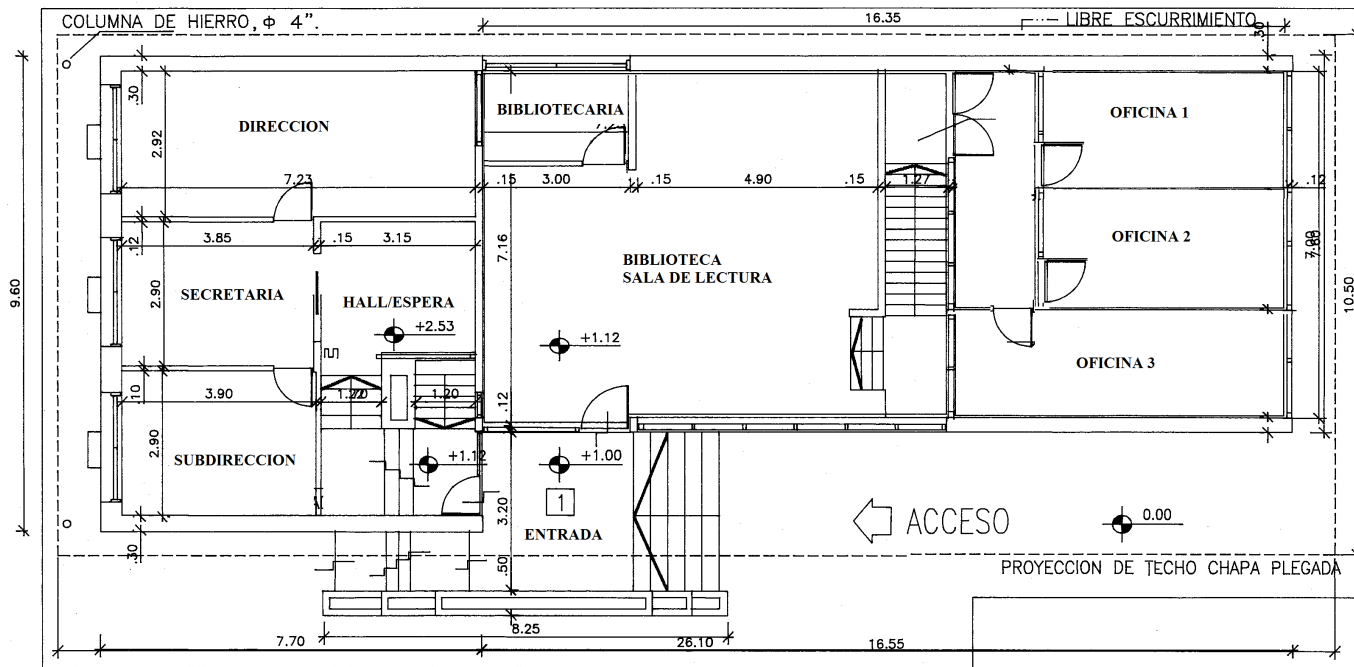 COLUMNA DE HIERRO, φ 4”.
16.35
LIBRE ESCURRIMIENTO
.30
.30
DIRECCION
BIBLIOTECARIA
OFICINA 1
2.92
7.23
.15
3.00
.15
4.90
.15
1.27
.12
3.85
.15
3.15
.12
7.16
BIBLIOTECA
SALA DE LECTURA
OFICINA 2
7.60
9.60
2.90
SECRETARIA
HALL/ESPERA
10.50
+2.53
+1.12
OFICINA 3
.10
3.90
1.20
1.20
.12
2.90
SUBDIRECCION
+1.12
+1.00
1
3.20
ENTRADA
ACCESO
0.00
.30
.50
PROYECCION DE TECHO CHAPA PLEGADA
8.25
7.70
26.10
16.55